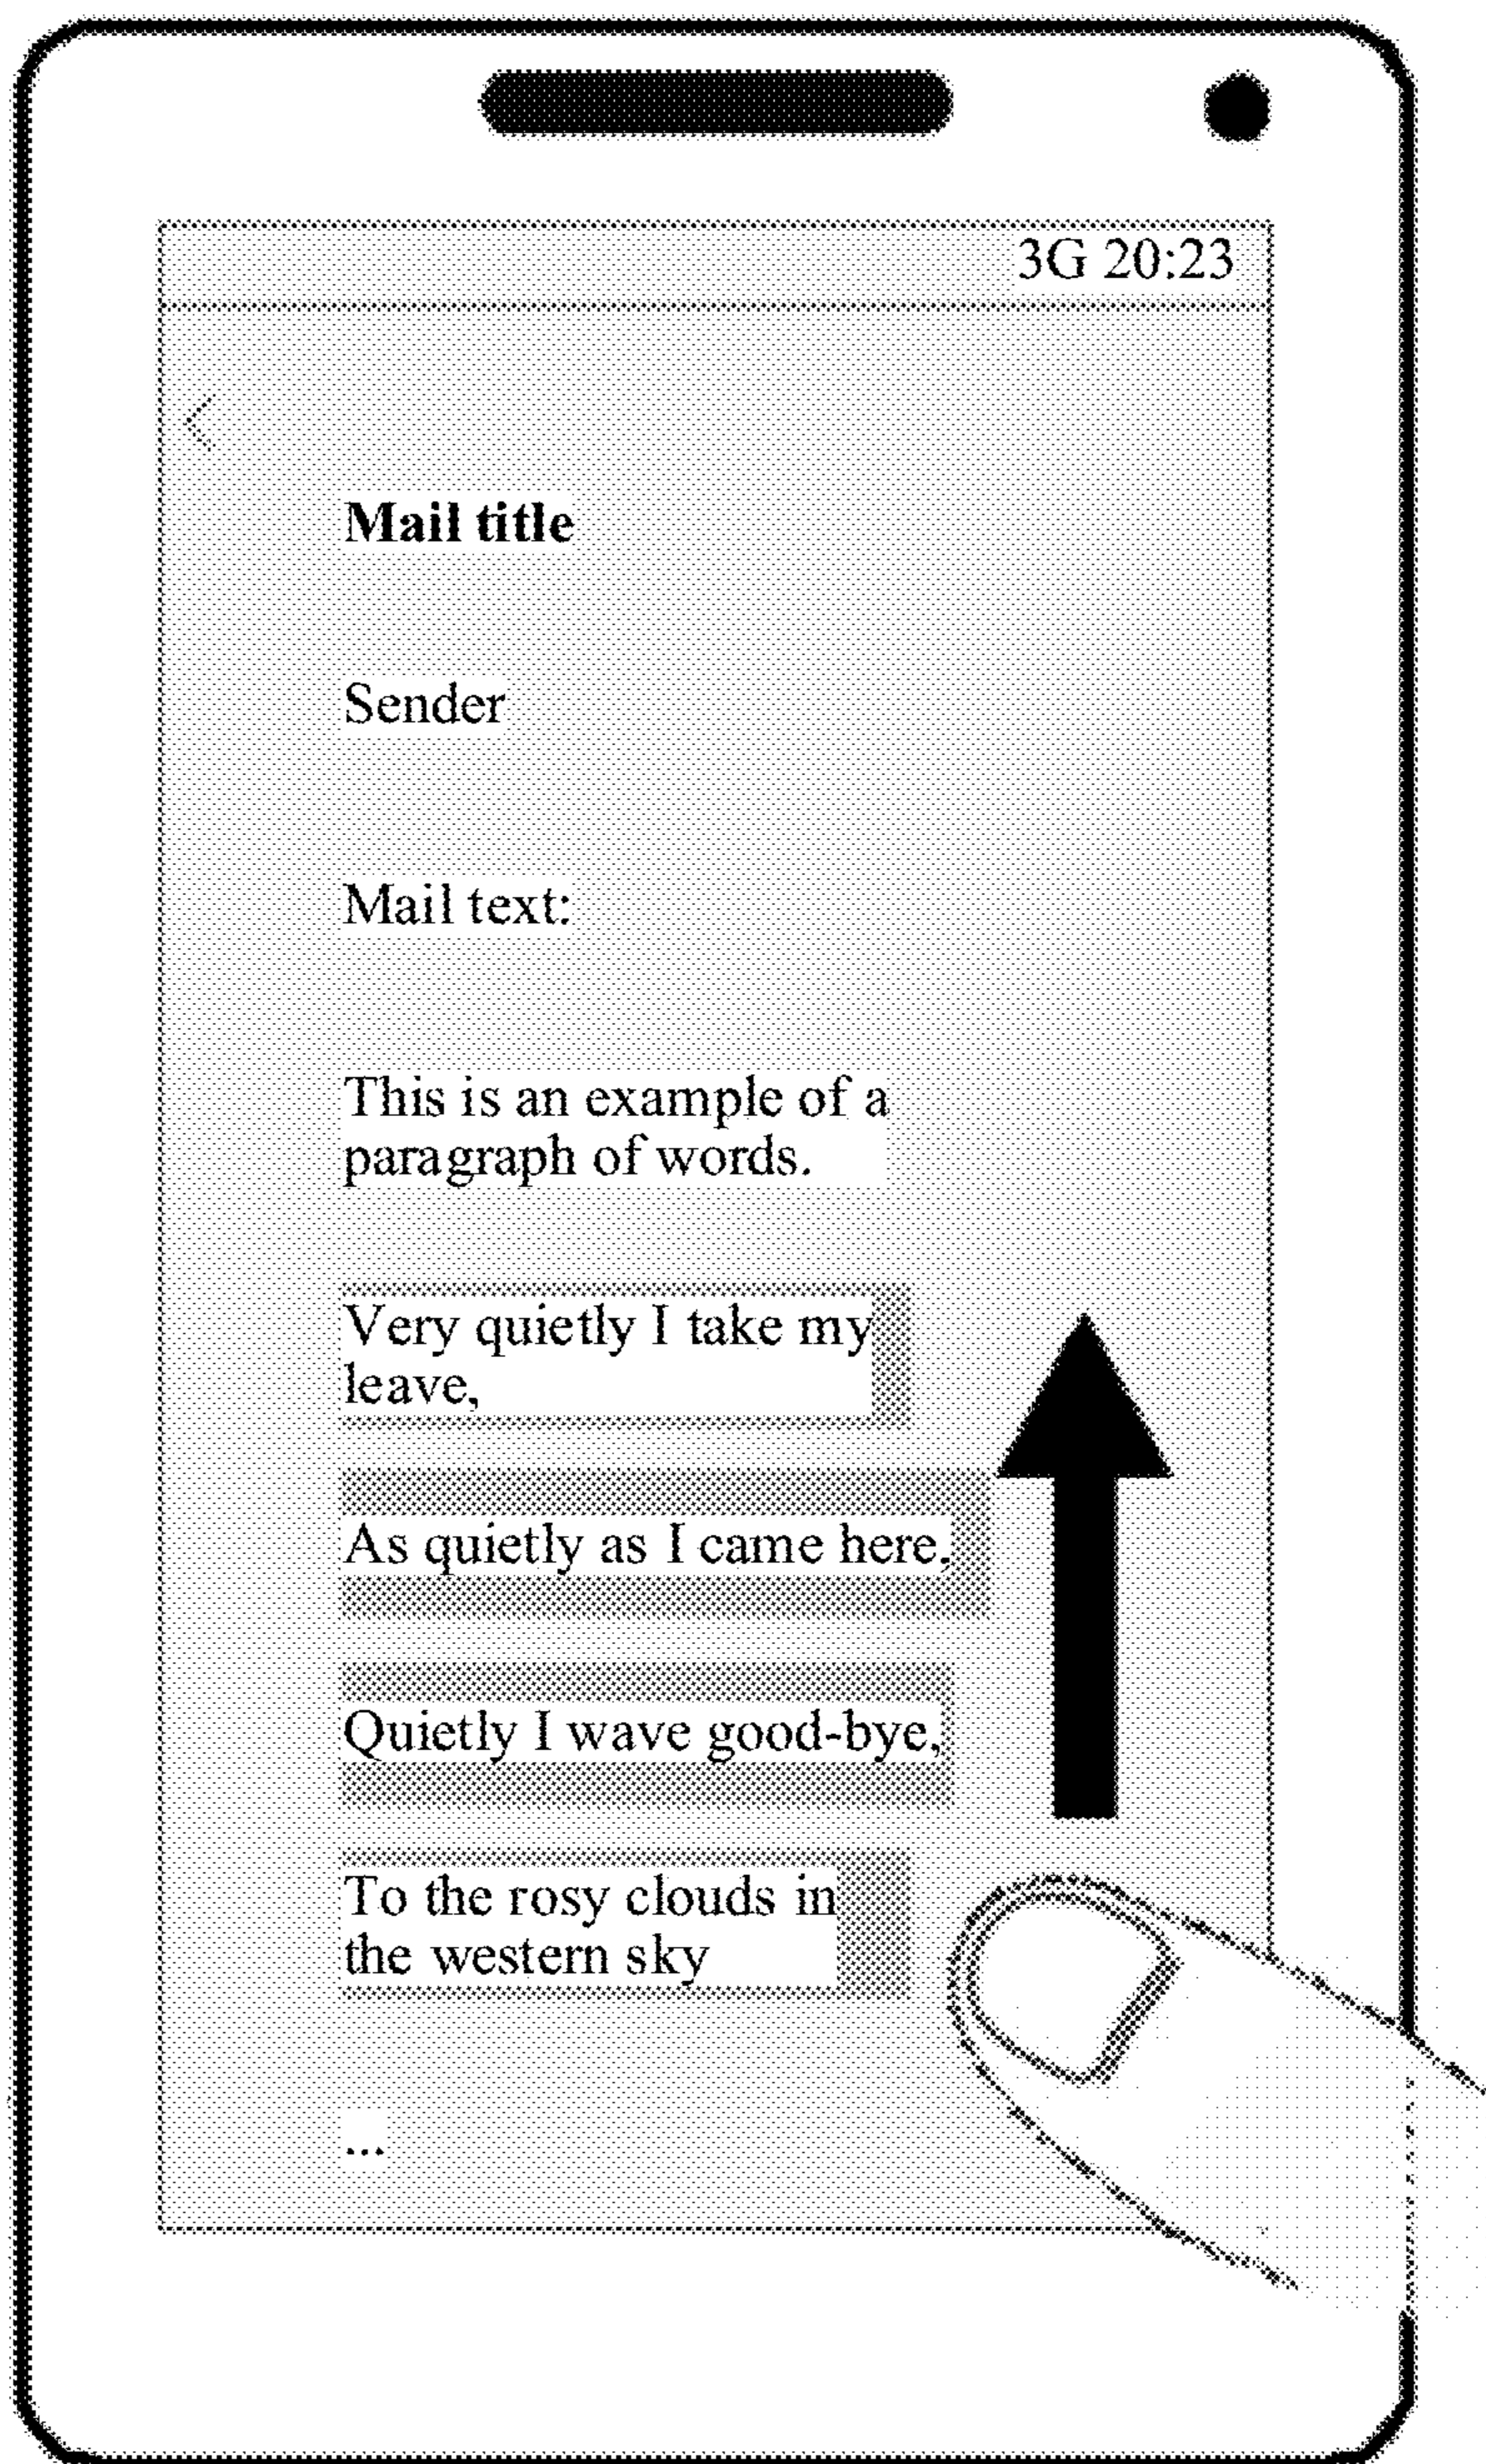 3G 20:23
Mail title
Sender
Mail text:
This is an example of a
paragraph of words.
Very quietly I take my
leave,
As quietly as I came here.
Quietly I wave good-bye,
To the rosy clouds in
the western sky
...